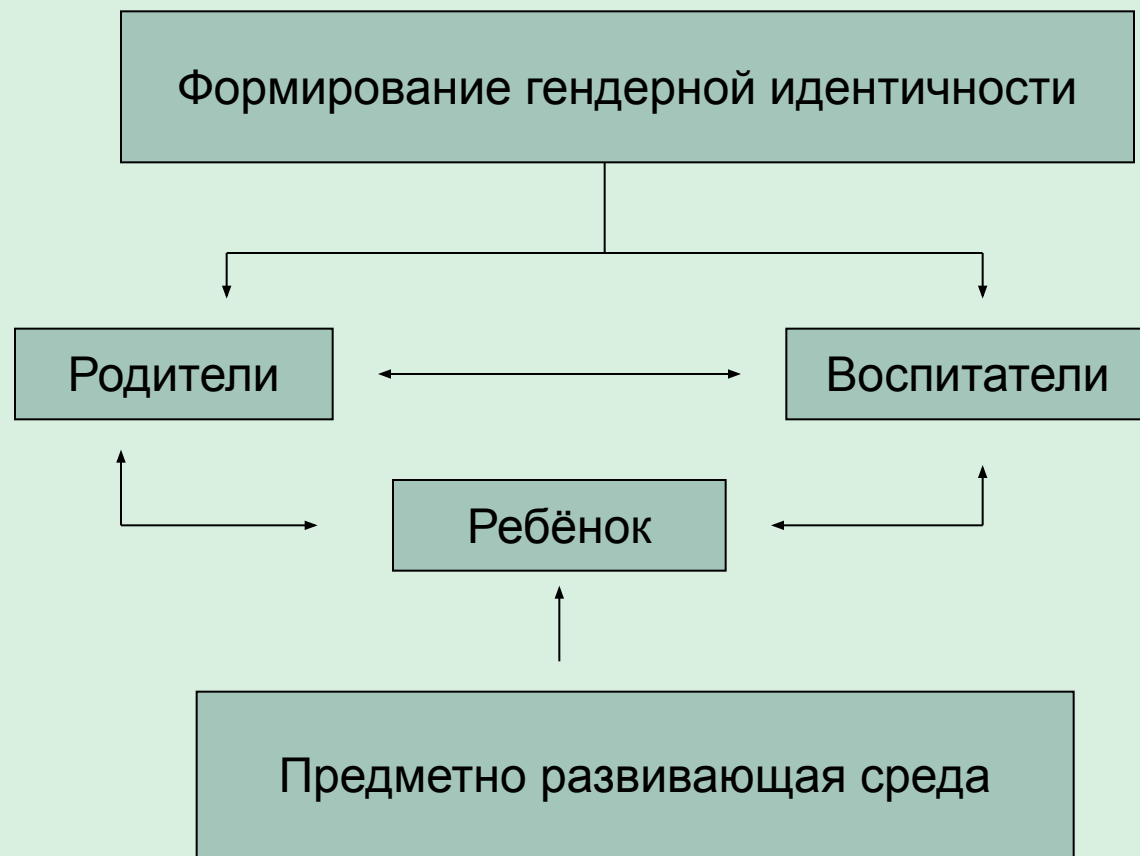 Формирование гендерной идентичности
Родители
Воспитатели
Ребёнок
Предметно развивающая среда